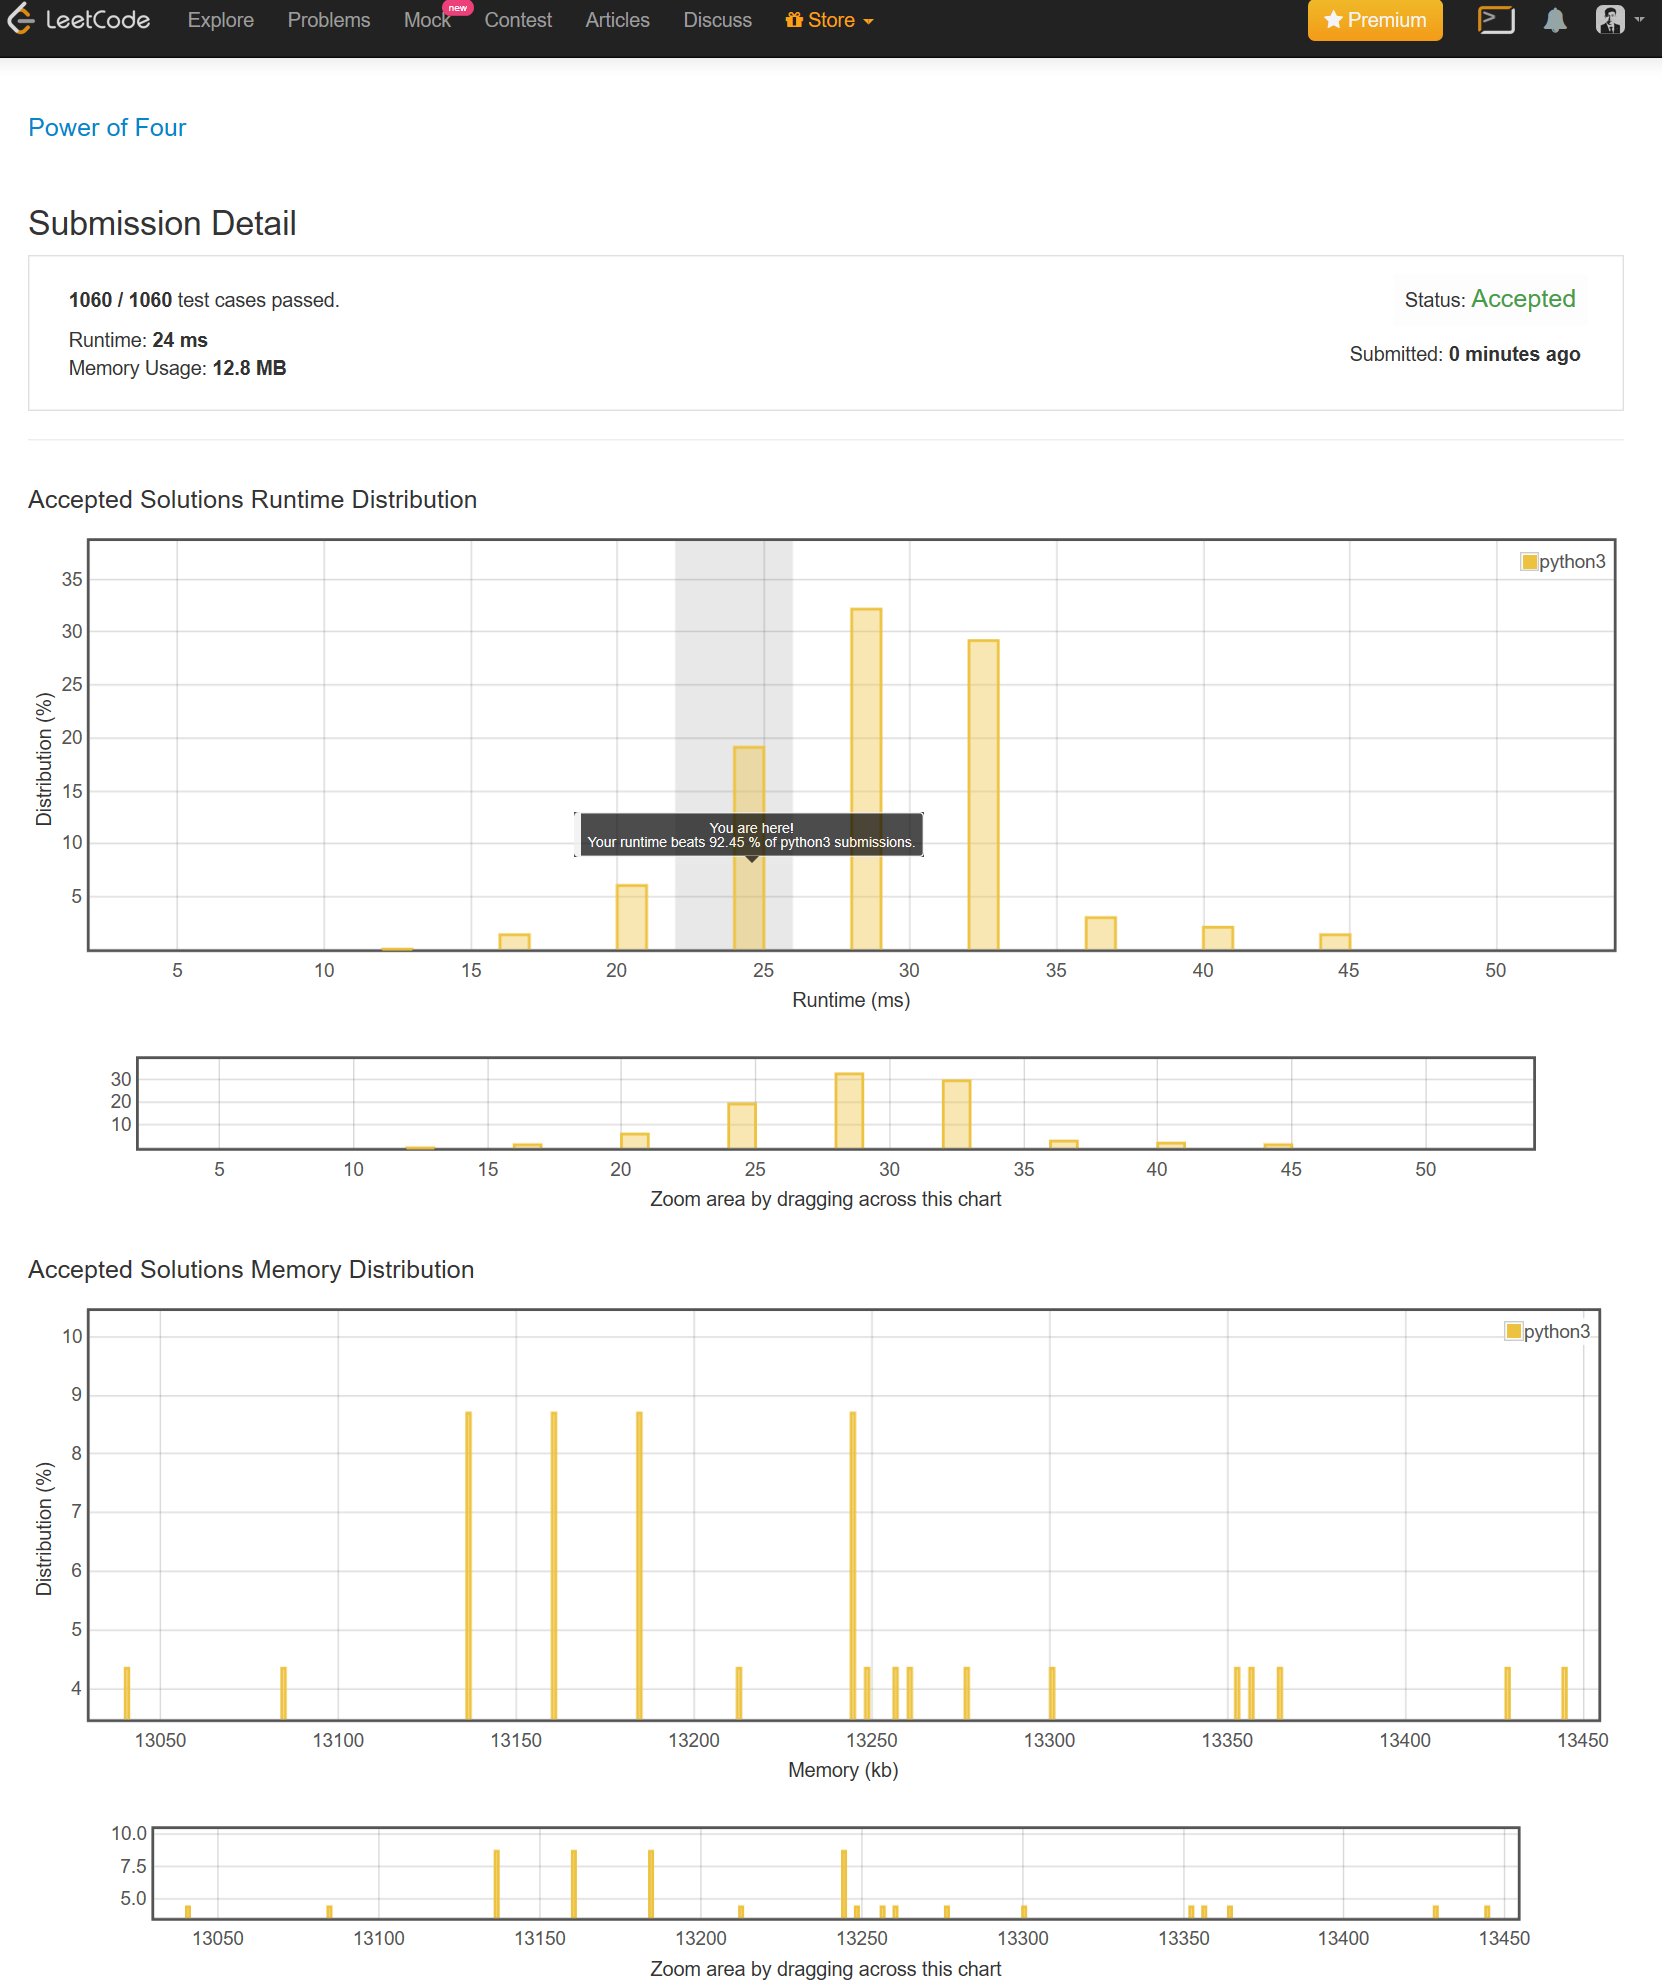 LeetCode Explore Problems Mock new Contest Articles Discuss Store Premium
Power of Four
Submission Detail
1060 / 1060 test cases passed.
Status: Accepted
Runtime: 24 ms
Submitted: 0 minutes ago
Memory Usage: 12.8 MB
Accepted Solutions Runtime Distribution
python3
35
30
25
20
15
10
5
Distribution (%)
You are here!
Your runtime beats 92.45 % of python3 submissions.
5 10 15 20 25 30 35 40 45 50
Runtime (ms)
30
20
10
5 10 15 20 25 30 35 40 45 50
Zoom area by dragging across this chart
Accepted Solutions Memory Distribution
python3
10
9
8
7
6
5
4
Distribution (%)
13050 13100 13150 13200 13250 13300 13350 13400 13450
Memory (kb)
10.0
7.5
5.0
13050 13100 13150 13200 13250 13300 13350 13400 13450
Zoom area by dragging across this chart